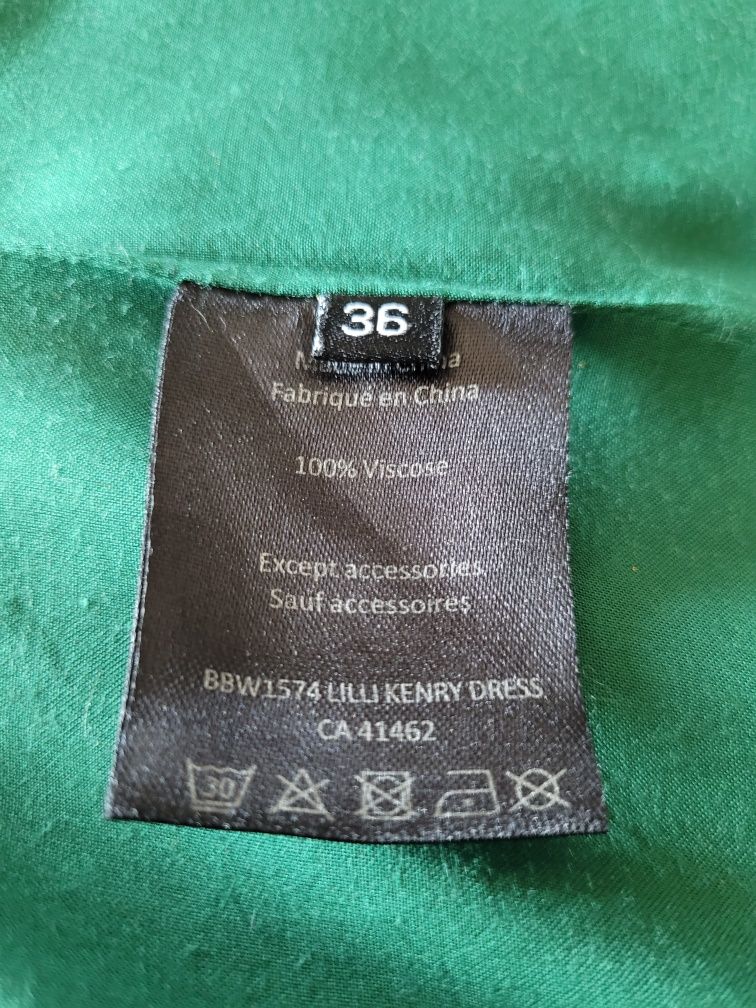 36
Fabrique en China
100% Viscose
Except accessories
Sauf accessoires
BBW1574 LILLI KENRY DRESS
CA 41462
30